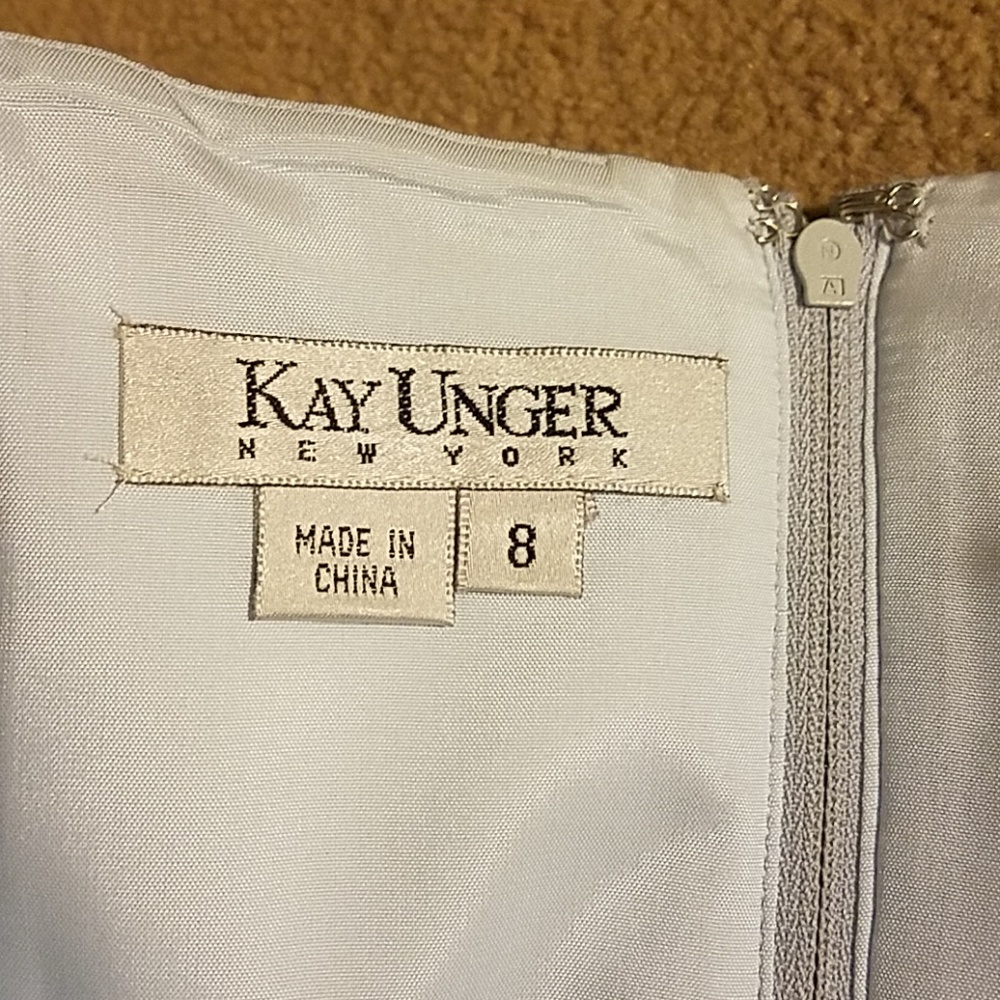 KAY UNGER
NEW YORK
MADE IN
CHINA
8